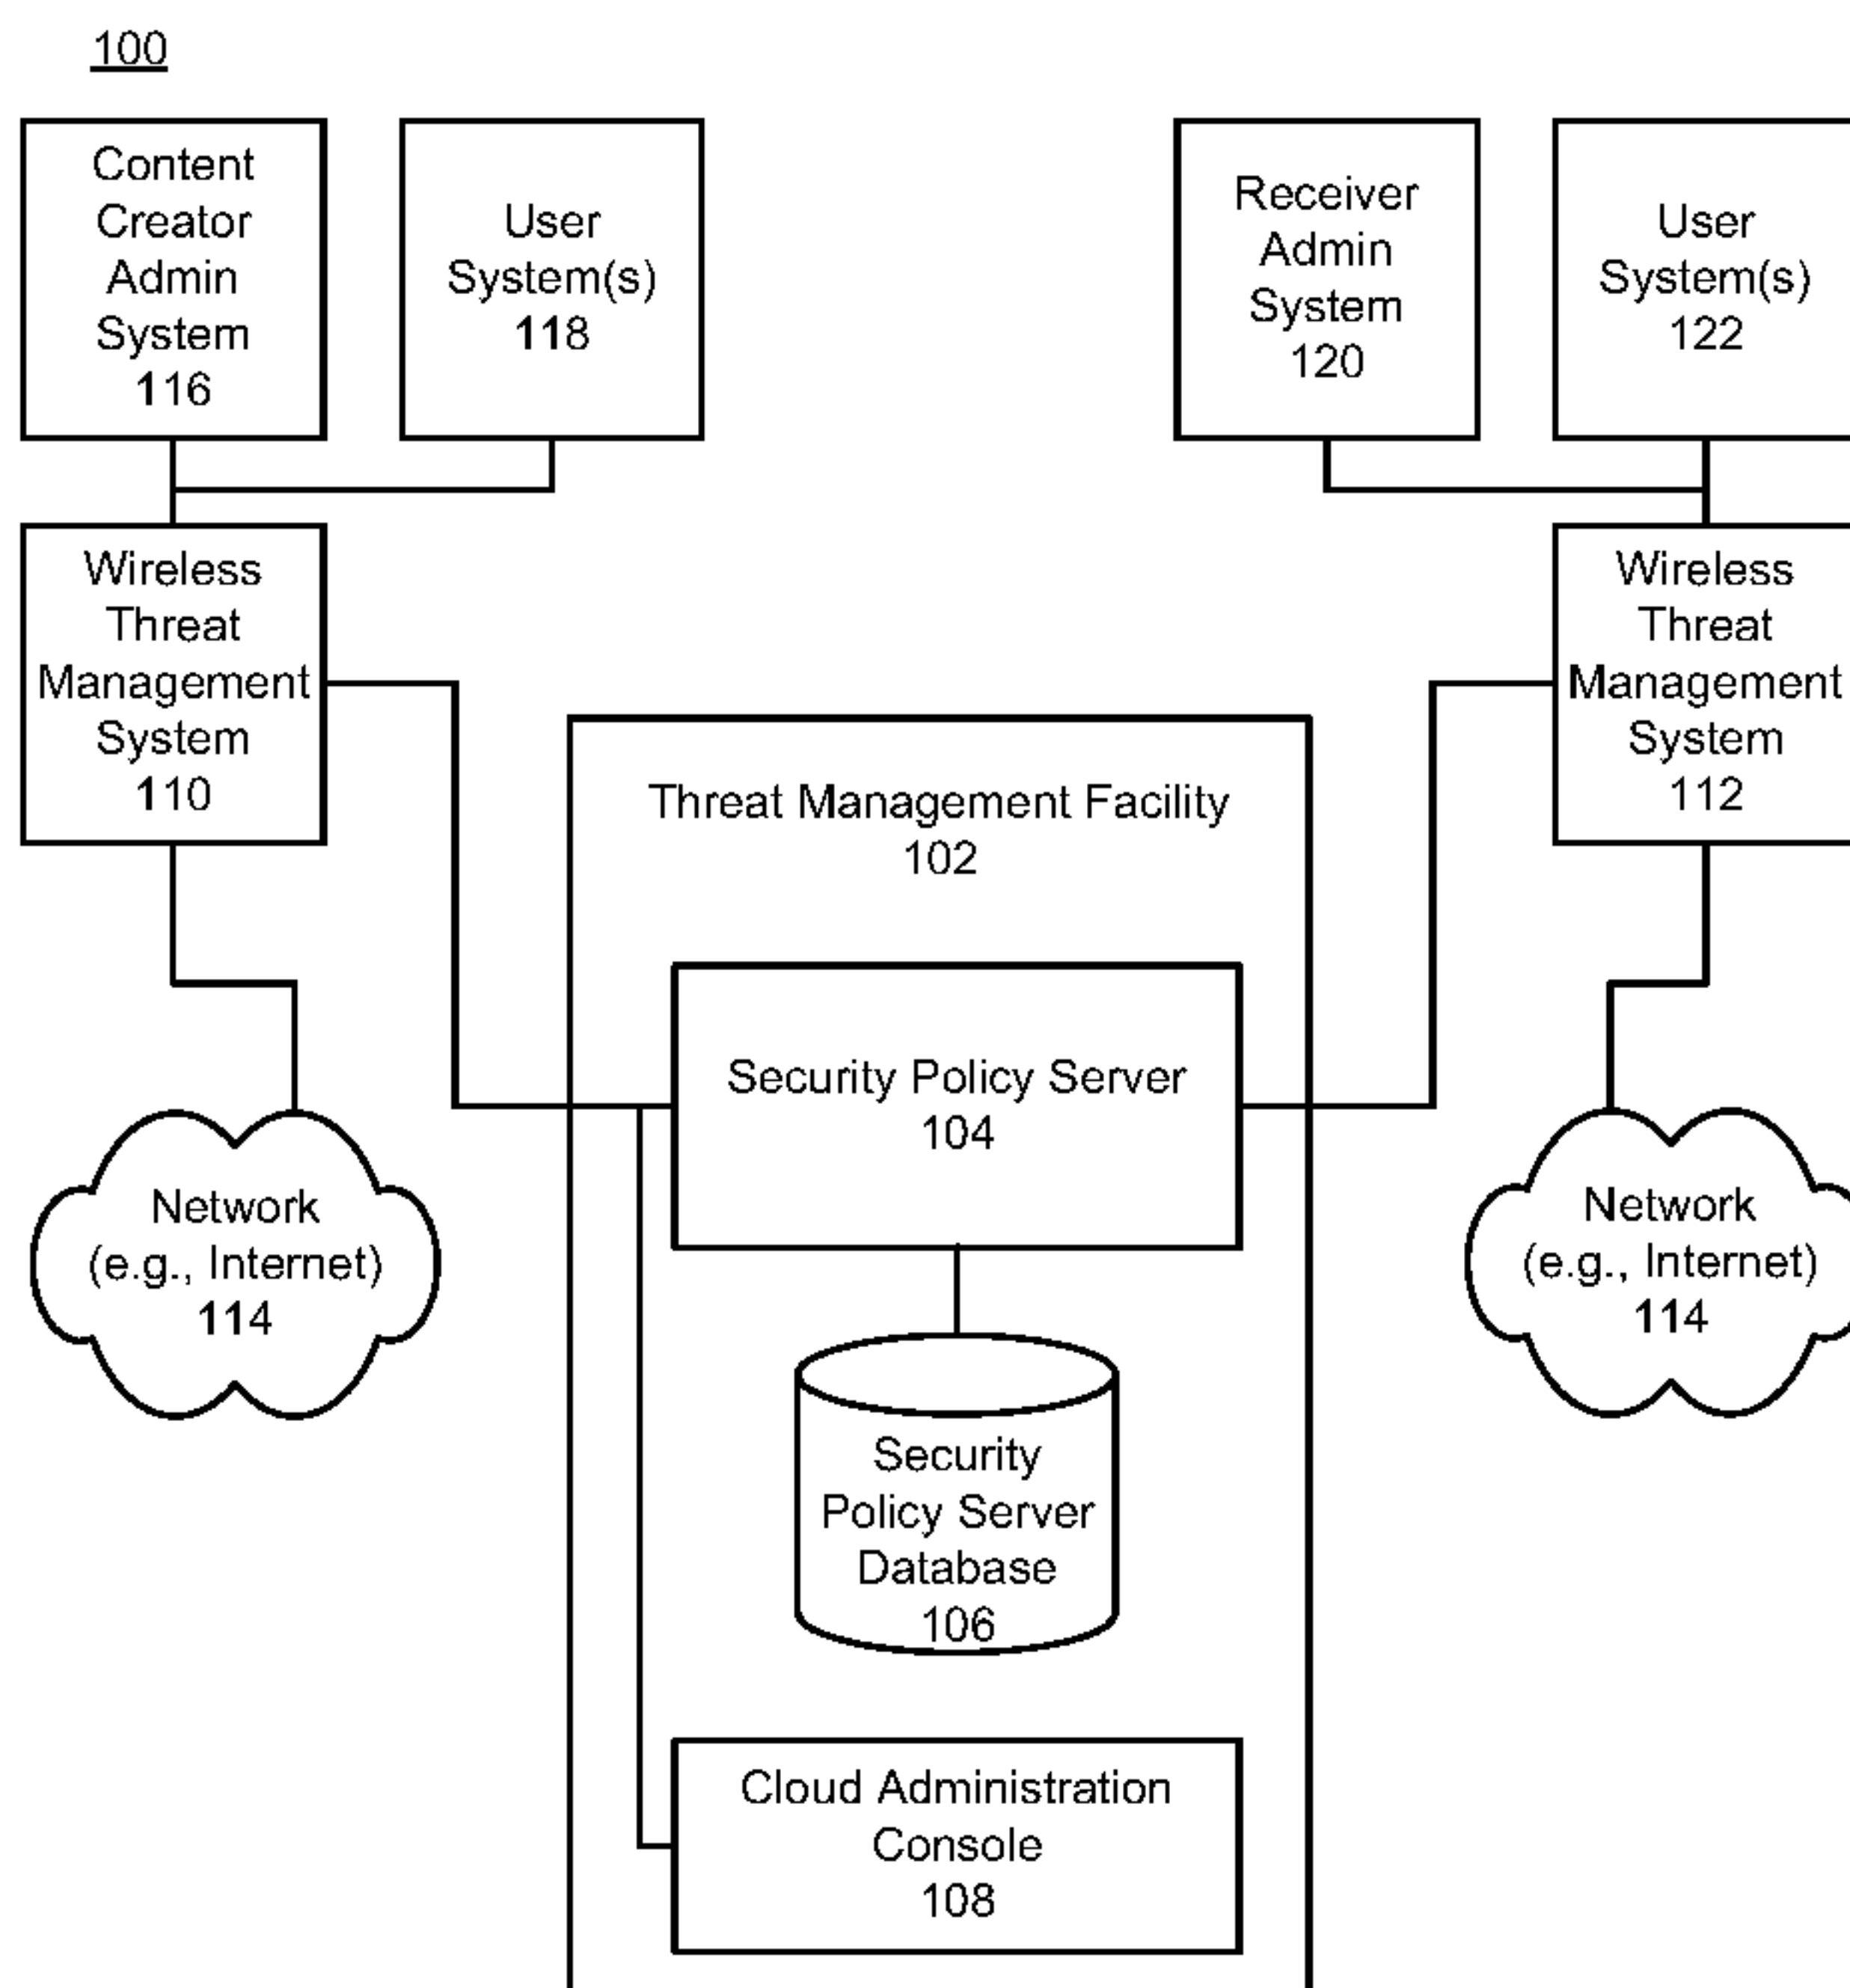 100
Content
Creator
Admin
System
116
User
System(s)
118
Receiver
Admin
System
120
User
System(s)
122
Wireless
Threat
Management
System
110
Wireless
Threat
Management
System
112
Threat Management Facility
102
Security Policy Server
104
Network
(e.g., Internet)
114
Network
(e.g., Internet)
114
Security
Policy Server
Database
106
Cloud Administration
Console
108